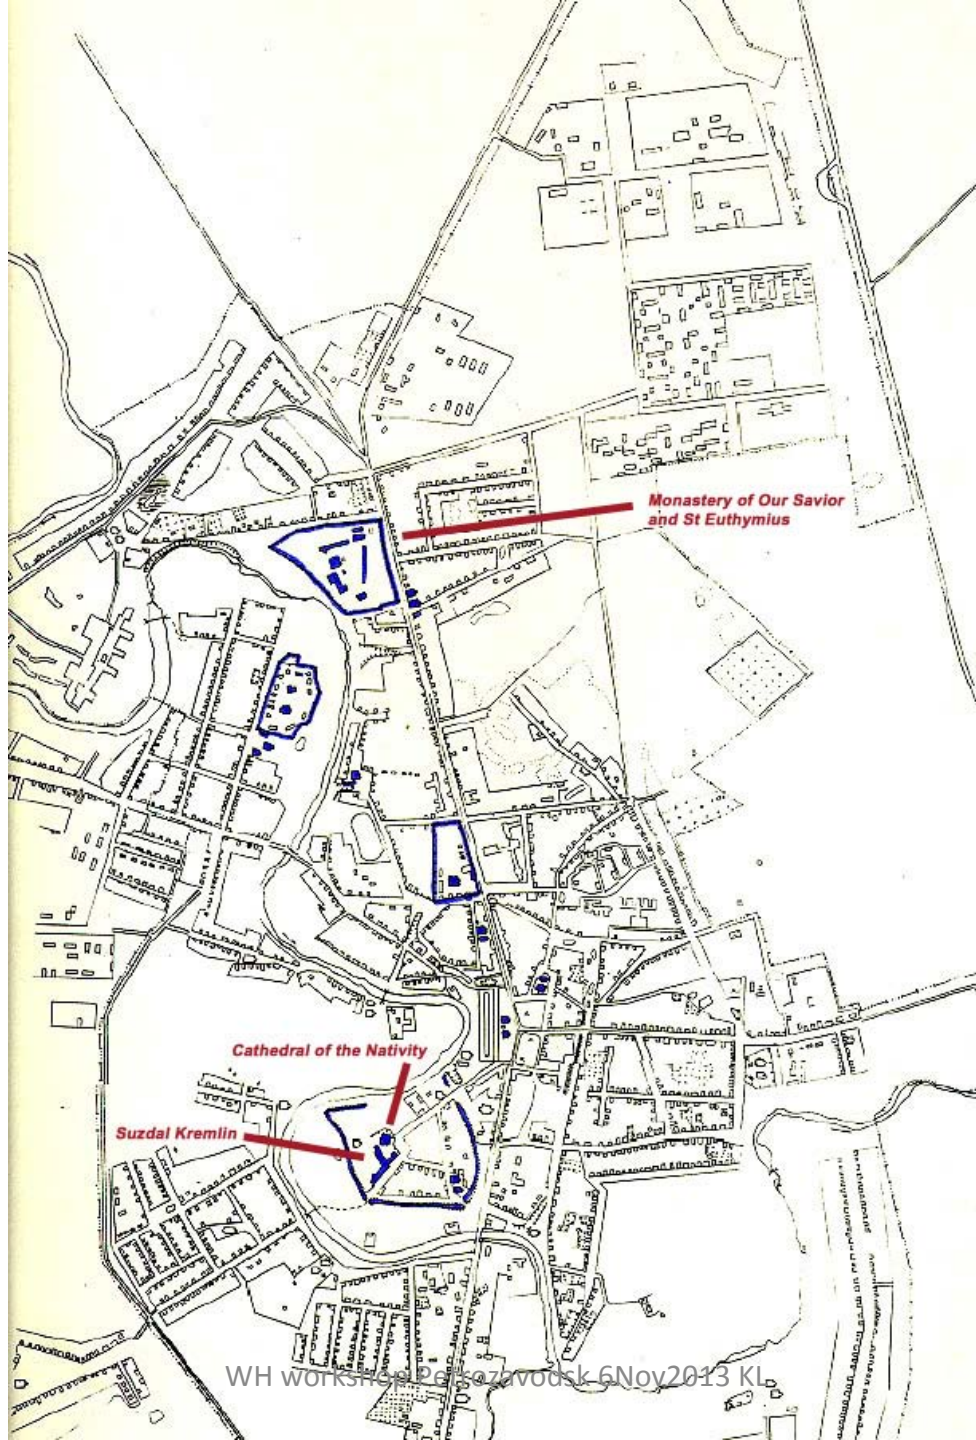 Monastery of Our Savior
and St Euthymius
Cathedral of the Nativity
Suzdal Kremlin
WH workshop Petrozavodsk 6Nov2013 KL